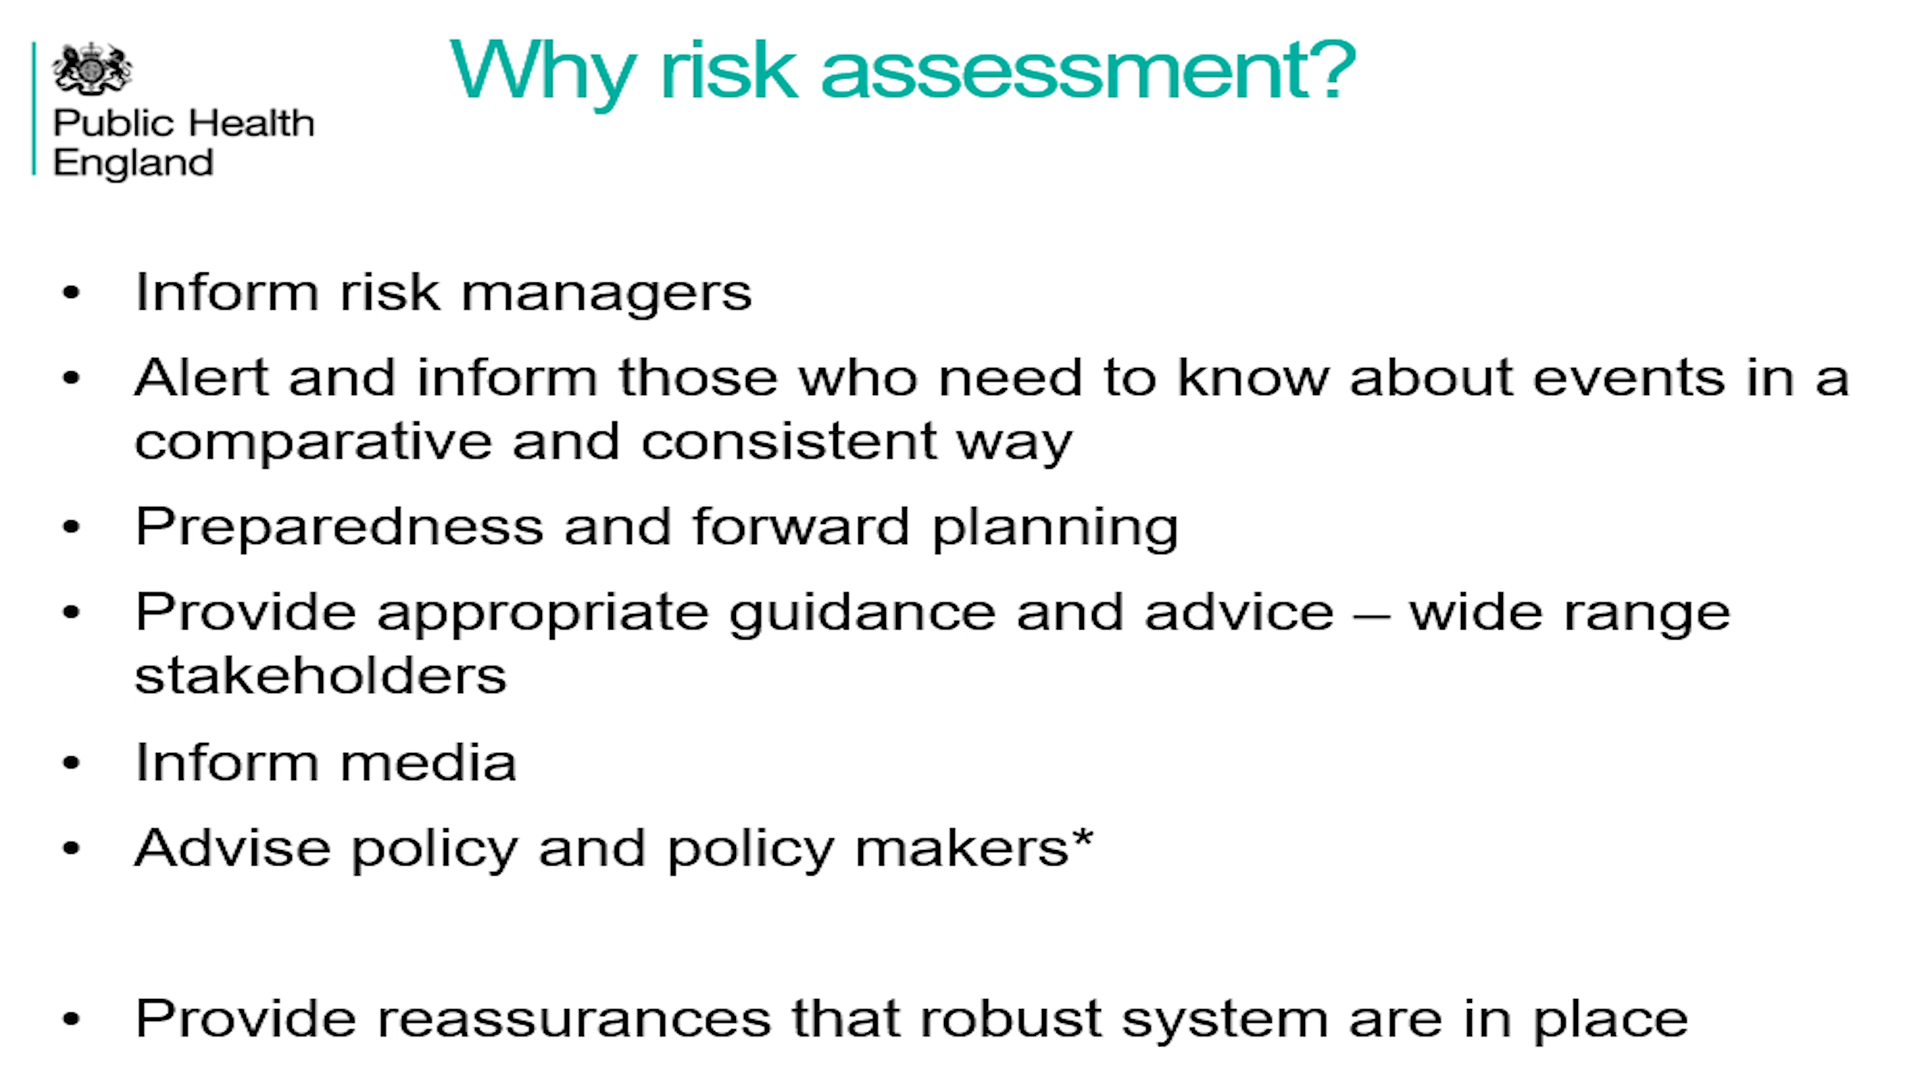 Why risk assessment?
Public Health
England
• Inform risk managers
• Alert and inform those who need to know about events in a
comparative and consistent way
• Preparedness and forward planning
• Provide appropriate guidance and advice – wide range
stakeholders
• Inform media
• Advise policy and policy makers*
• Provide reassurances that robust system are in place